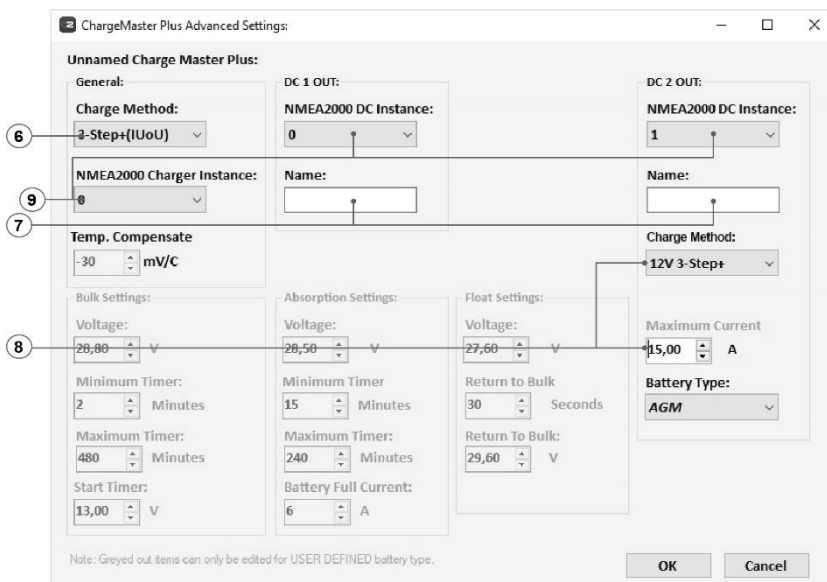 ChargeMaster Plus Advanced Settings:
Unnamed Charge Master Plus:
General:
Charge Method:
3-Step+(IUoU)
NMEA2000 Charger Instance:
0
Temp. Compensate
-30 mV/C
DC 1 OUT:
NMEA2000 DC Instance:
0
Name:
DC 2 OUT:
NMEA2000 DC Instance:
1
Name:
Charge Method:
12V 3-Step+
Maximum Current
15,00 A
Battery Type:
AGM
Bulk Settings:
Voltage:
28,80 V
Minimum Timer:
2 Minutes
Maximum Timer:
480 Minutes
Start Timer:
13,00 V
Absorption Settings:
Voltage:
28,50 V
Minimum Timer
15 Minutes
Maximum Timer:
240 Minutes
Battery Full Current:
6 A
Float Settings:
Voltage:
27,60 V
Return to Bulk
30 Seconds
Return To Bulk:
29,60 V
Note: Greyed out items can only be edited for USER DEFINED battery type.
OK
Cancel
6
9
7
8